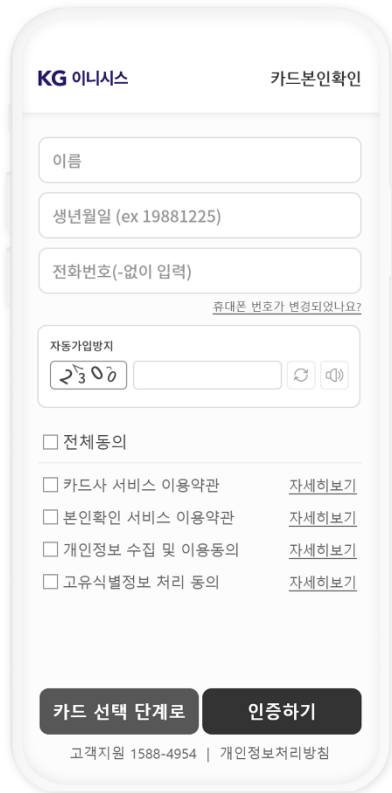 KG 이니시스 카드본인확인
이름
생년월일 (ex 19881225)
전화번호(-없이 입력)
휴대폰 번호가 변경되었나요?
자동가입방지
전체동의
카드사 서비스 이용약관 자세히보기
본인확인 서비스 이용약관 자세히보기
개인정보 수집 및 이용동의 자세히보기
고유식별정보 처리 동의 자세히보기
카드 선택 단계로 인증하기
고객지원 1588-4954 | 개인정보처리방침